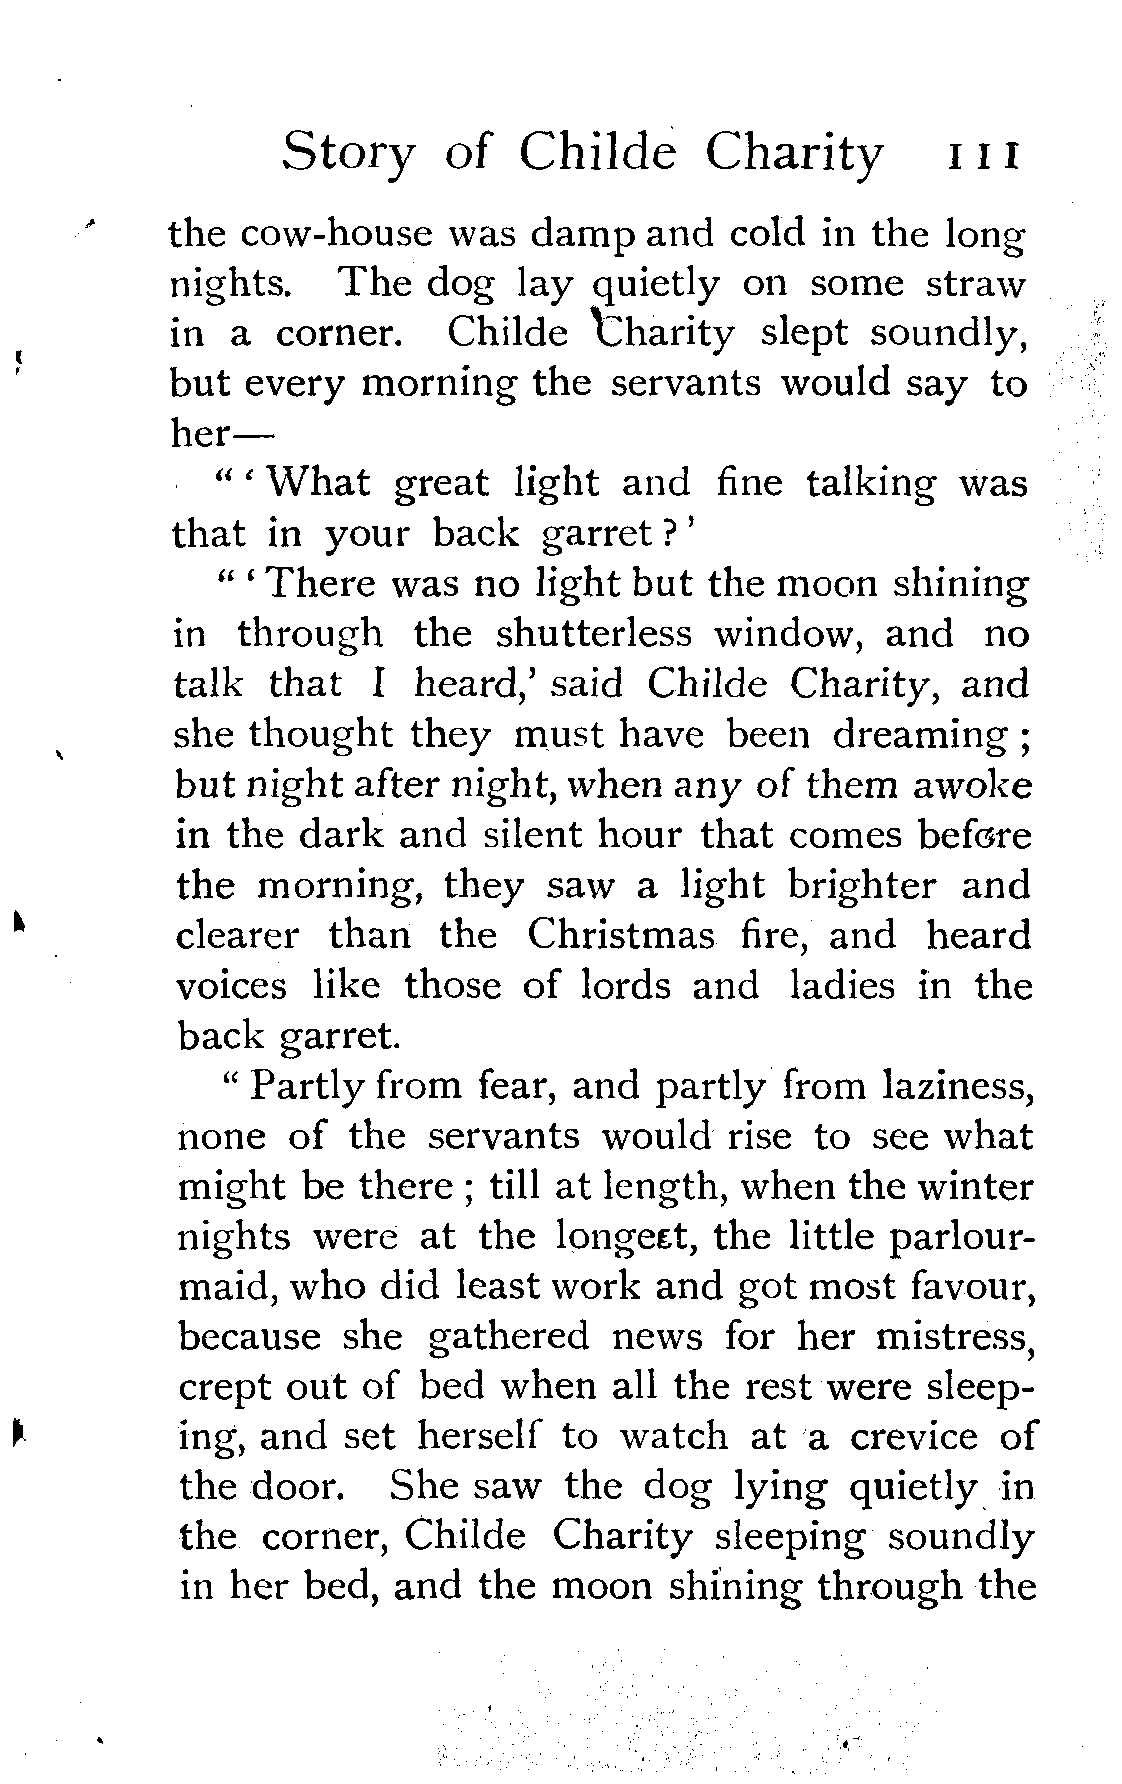 Story of Childe Charity 111
the cow-house was damp and cold in the long
nights. The dog lay quietly on some straw
in a corner. Childe Charity slept soundly,
but every morning the servants would say to
her—
“ ‘ What great light and fine talking was
that in your back garret ? ’
“ ‘ There was no light but the moon shining
in through the shutterless window, and no
talk that I heard,’ said Childe Charity, and
she thought they must have been dreaming ;
but night after night, when any of them awoke
in the dark and silent hour that comes before
the morning, they saw a light brighter and
clearer than the Christmas fire, and heard
voices like those of lords and ladies in the
back garret.
“ Partly from fear, and partly from laziness,
none of the servants would rise to see what
might be there ; till at length, when the winter
nights were at the longest, the little parlour-
maid, who did least work and got most favour,
because she gathered news for her mistress,
crept out of bed when all the rest were sleep-
ing, and set herself to watch at a crevice of
the door. She saw the dog lying quietly in
the corner, Childe Charity sleeping soundly
in her bed, and the moon shining through the